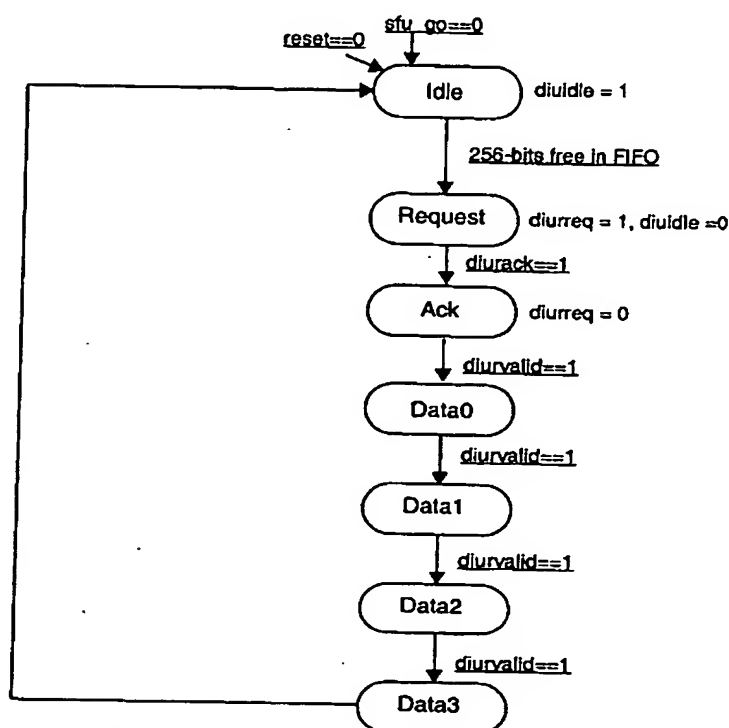 sfu_go==0
reset==0
Idle
diuidle = 1
256-bits free in FIFO
Request
diurreq = 1, diuidle =0
diurack==1
Ack
diurreq = 0
diurvalid==1
Data0
diurvalid==1
Data1
diurvalid==1
Data2
diurvalid==1
Data3